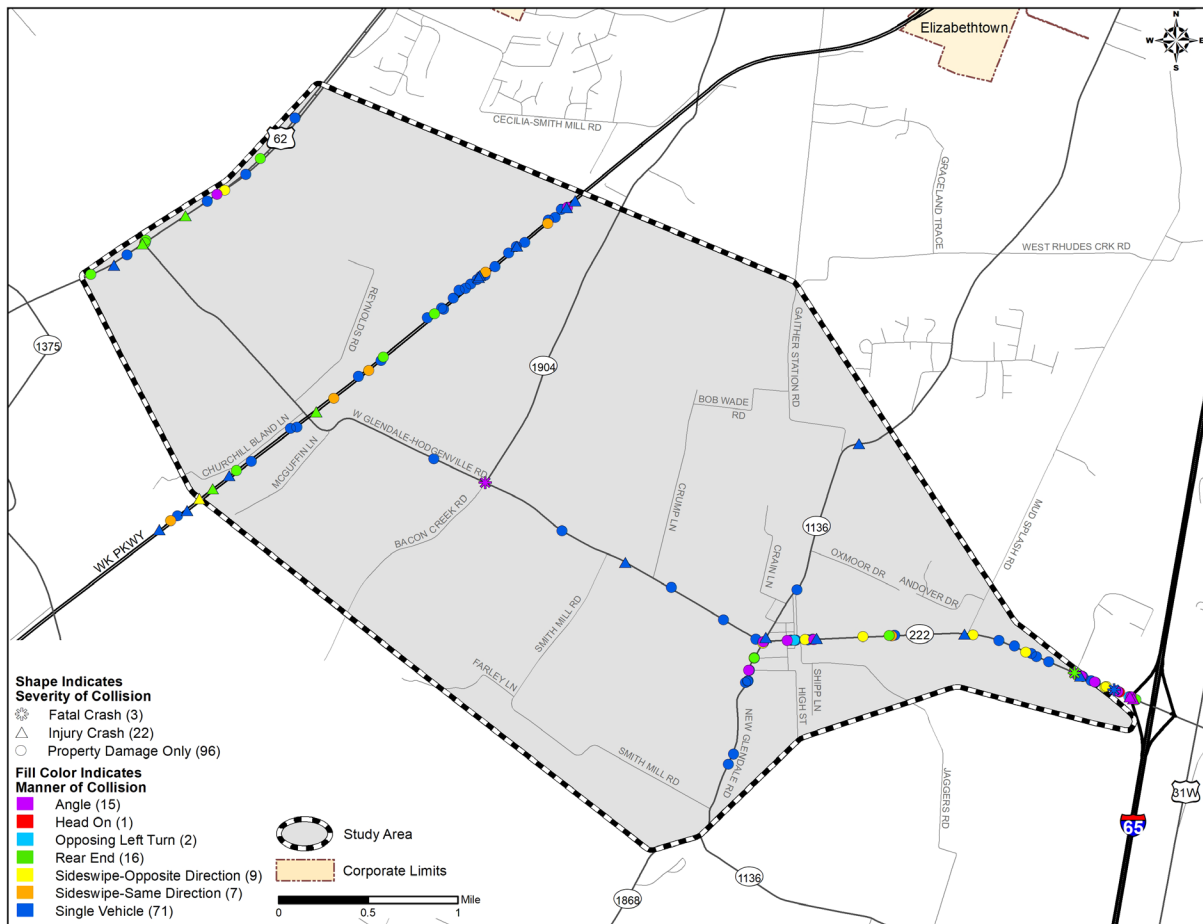 N
W E
S
Elizabethtown
CECILIA-SMITH MILL RD
62
GRACELAND TRACE
WEST RHUDES CRK RD
REYNOLDS RD
GAITHER STATION RD
1375
1904
BOB WADE
RD
W GLENDALE-HODGENVILLE RD
CHURCHILL BLAND LN
MCGUFFIN LN
BACON CREEK RD
CRUMP LN
1136
MUD SPLASH RD
WK PKWY
CRAIN LN
OXMOOR DR
ANDOVER DR
SMITH MILL RD
222
FARLEY LN
SHIPP LN
HIGH ST
NEW GLENDALE RD
SMITH MILL RD
JAGGERS RD
31W
65
1136
1868
Shape Indicates
Severity of Collision
Fatal Crash (3)
Injury Crash (22)
Property Damage Only (96)
Fill Color Indicates
Manner of Collision
Angle (15)
Head On (1)
Opposing Left Turn (2)
Rear End (16)
Sideswipe-Opposite Direction (9)
Sideswipe-Same Direction (7)
Single Vehicle (71)
Study Area
Corporate Limits
Mile
0 0.5 1